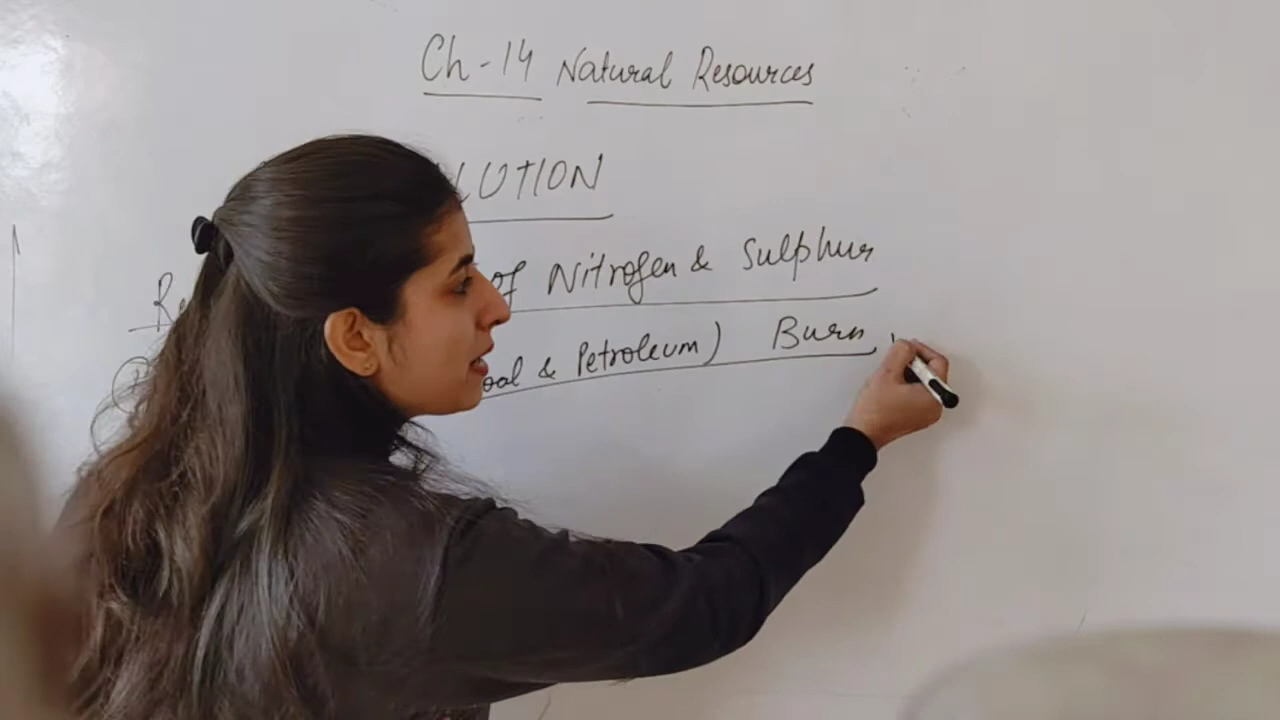 Ch - 14 Natural Resources
LUTION
of Nitrogen & Sulphur
oal & Petroleum) Burn